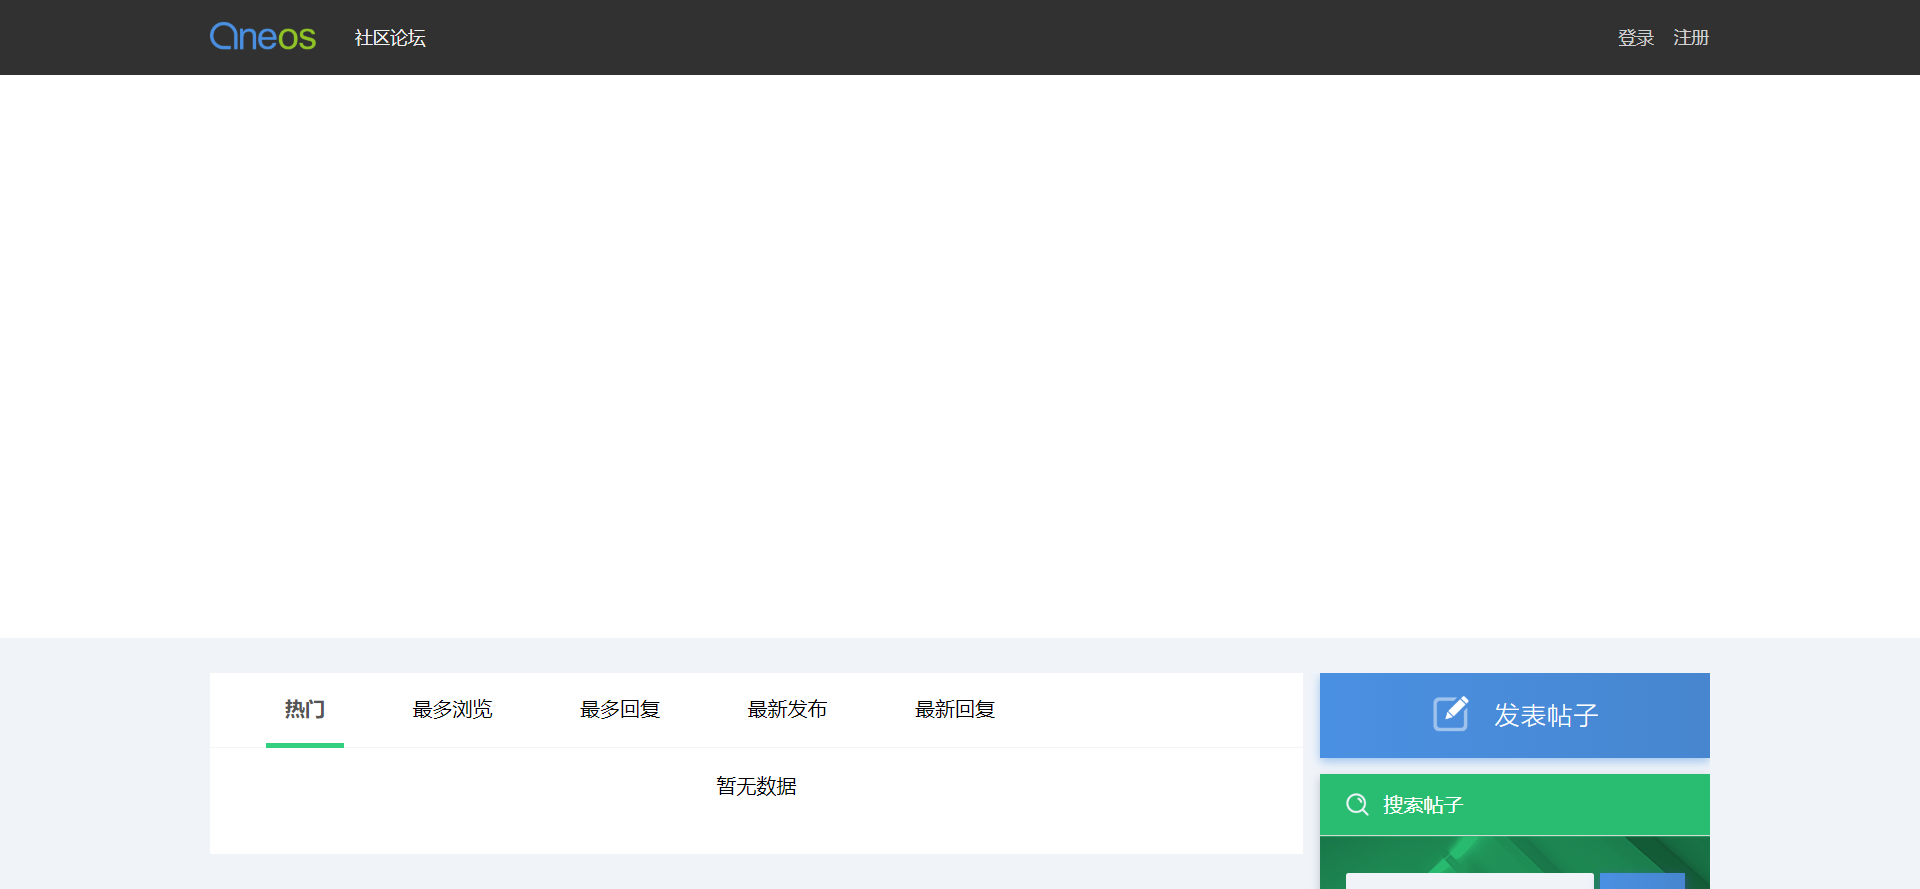 Oneos
社区论坛
登录
注册
热门
最多浏览
最多回复
最新发布
最新回复
暂无数据
发表帖子
搜索帖子